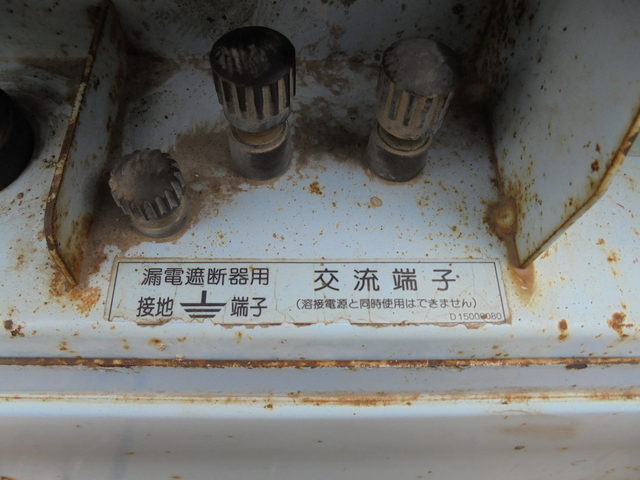 漏電遮断器用
接地 端子
交流端子
(溶接電源と同時使用はできません)
D15000080